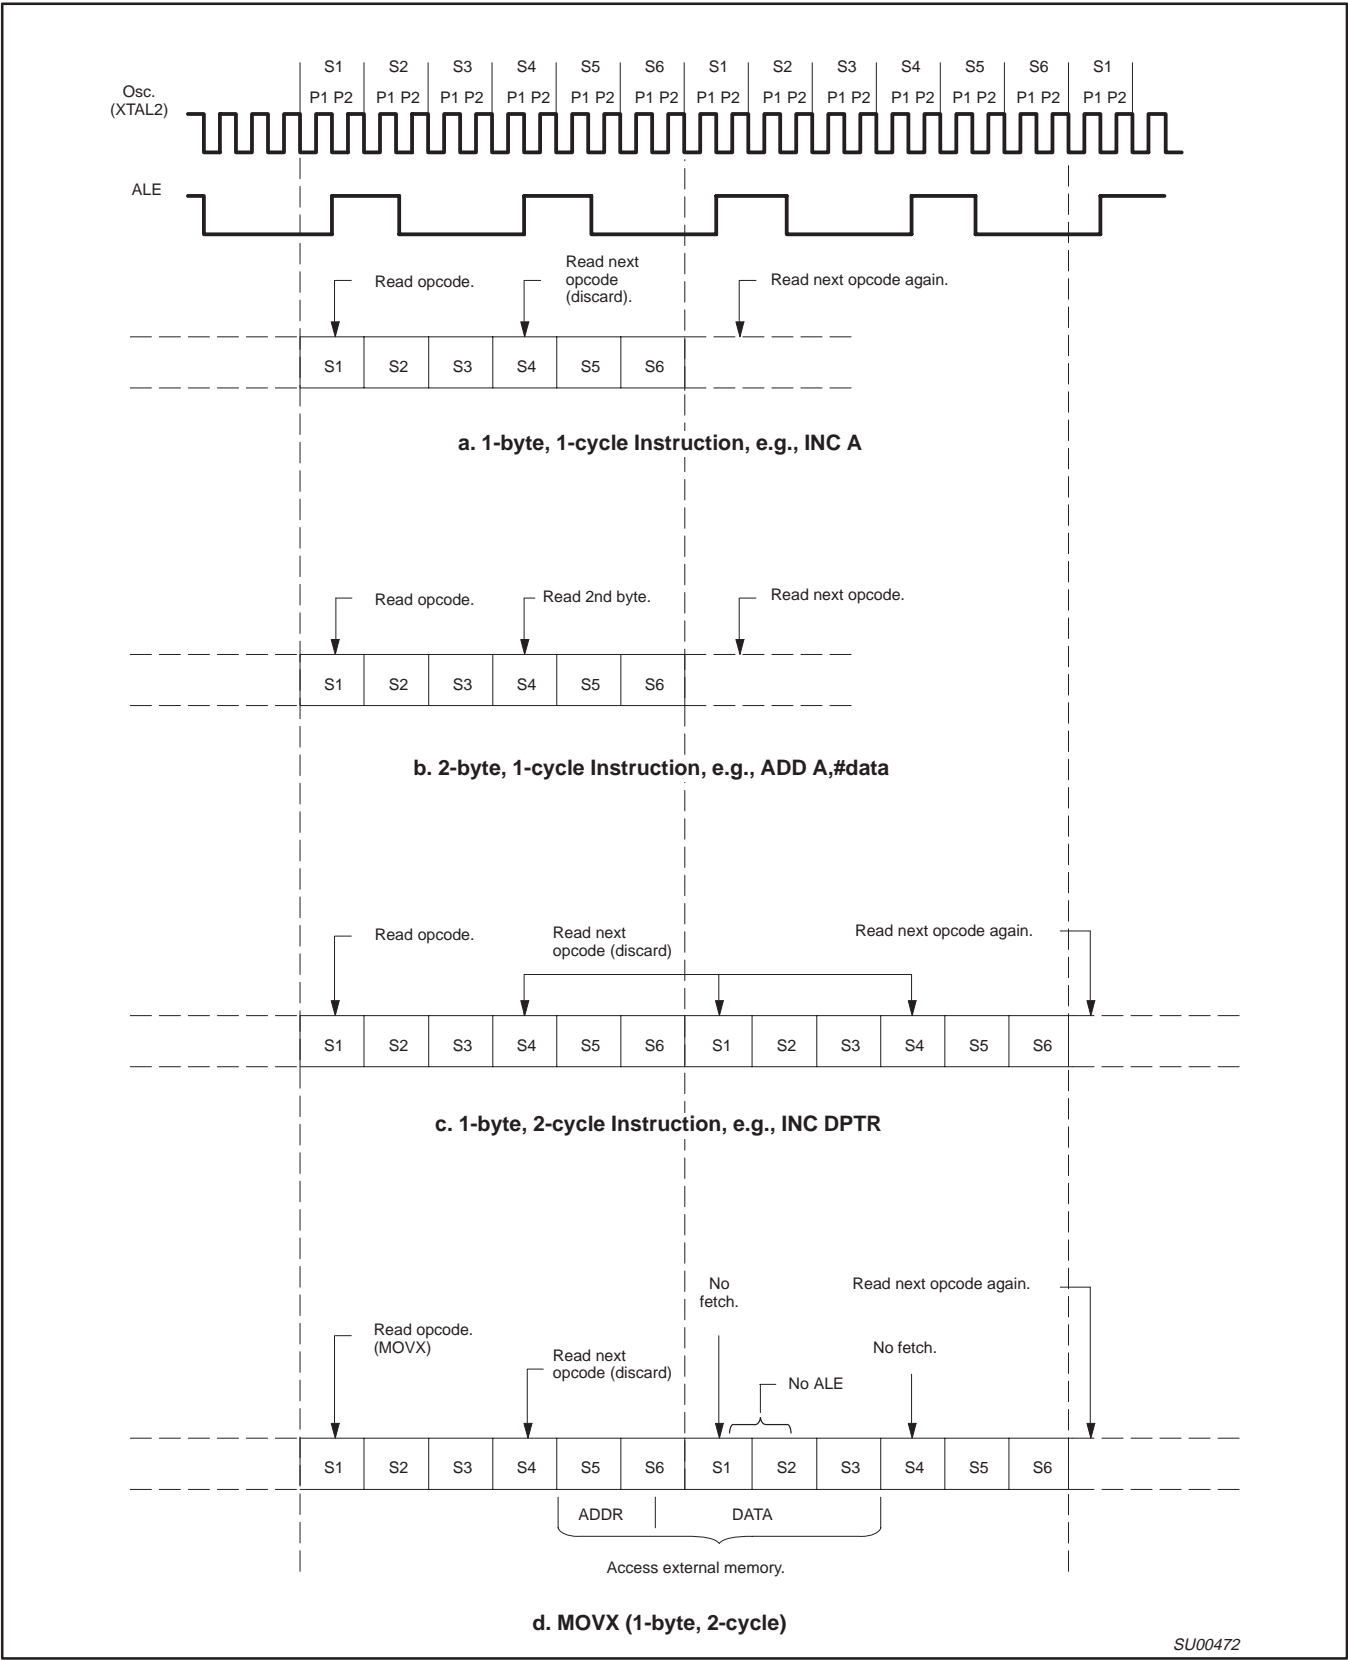 S1 S2 S3 S4 S5 S6 S1 S2 S3 S4 S5 S6 S1
Osc.
(XTAL2)
P1 P2 P1 P2 P1 P2 P1 P2 P1 P2 P1 P2 P1 P2 P1 P2 P1 P2 P1 P2 P1 P2 P1 P2 P1 P2
ALE
Read opcode.
Read next
opcode
(discard).
Read next opcode again.
S1 S2 S3 S4 S5 S6
a. 1-byte, 1-cycle Instruction, e.g., INC A
Read opcode.
Read 2nd byte.
Read next opcode.
S1 S2 S3 S4 S5 S6
b. 2-byte, 1-cycle Instruction, e.g., ADD A,#data
Read opcode.
Read next
opcode (discard)
Read next opcode again.
S1 S2 S3 S4 S5 S6 S1 S2 S3 S4 S5 S6
c. 1-byte, 2-cycle Instruction, e.g., INC DPTR
Read opcode.
(MOVX)
Read next
opcode (discard)
No
fetch.
No ALE
No fetch.
Read next opcode again.
S1 S2 S3 S4 S5 S6 S1 S2 S3 S4 S5 S6
ADDR DATA
Access external memory.
d. MOVX (1-byte, 2-cycle)
SU00472